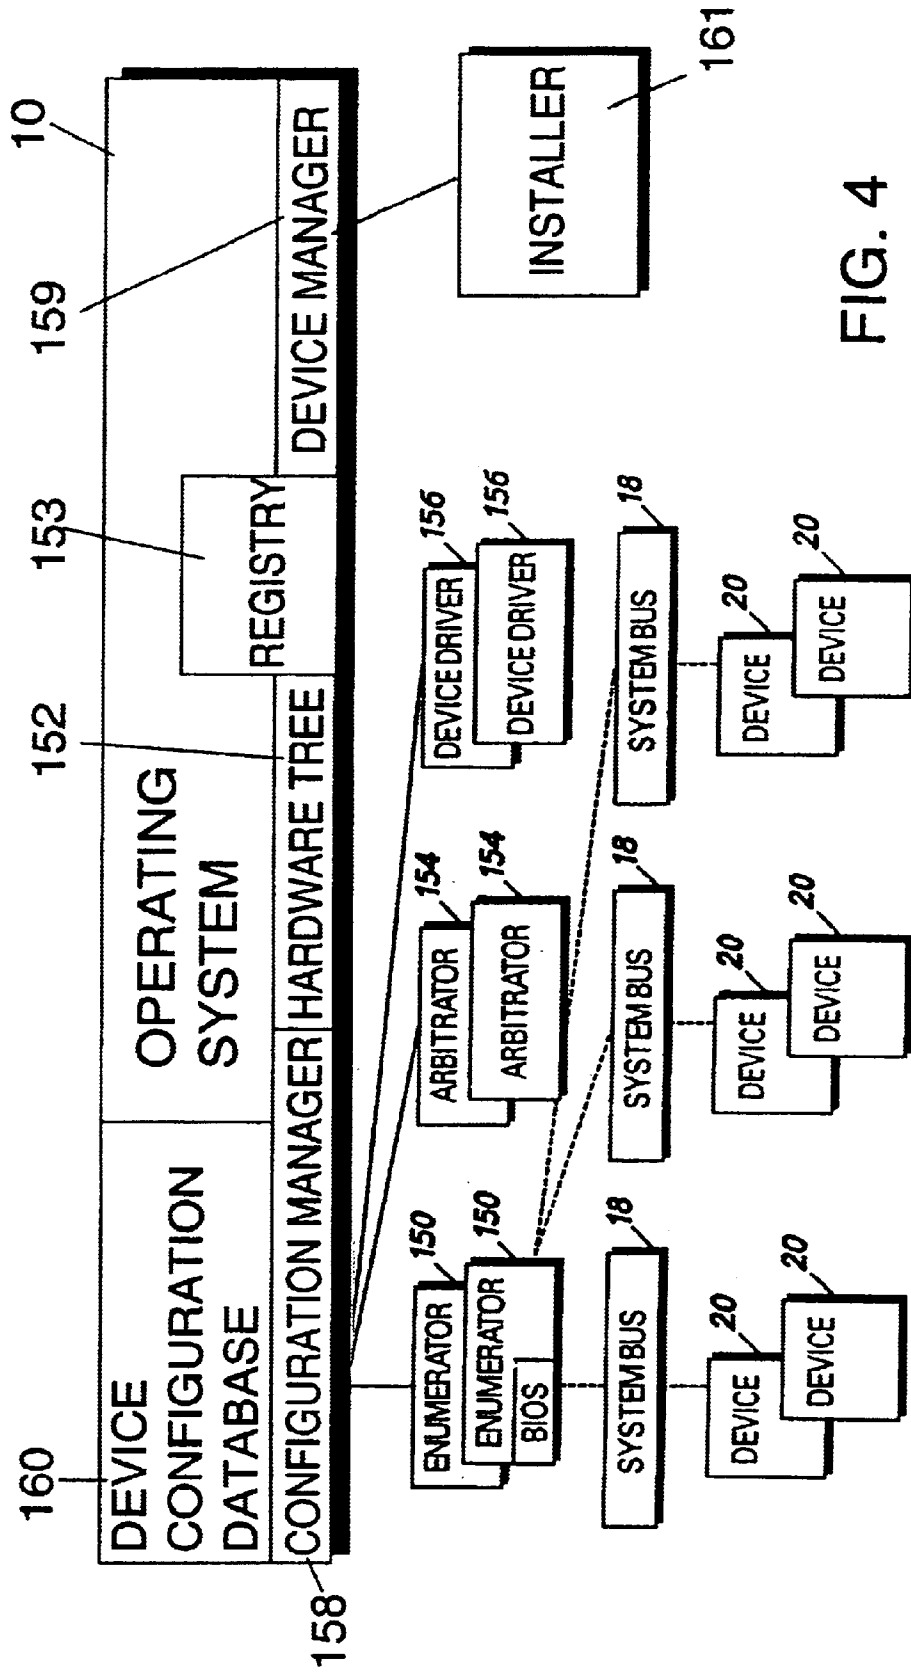 160
DEVICE
CONFIGURATION
DATABASE
OPERATING
SYSTEM
10
158
CONFIGURATION MANAGER
152
HARDWARE TREE
153
REGISTRY
159
DEVICE MANAGER
ENUMERATOR
150
ENUMERATOR
150
BIOS
ARBITRATOR
154
ARBITRATOR
154
DEVICE DRIVER
156
DEVICE DRIVER
156
INSTALLER
161
SYSTEM BUS
18
SYSTEM BUS
18
SYSTEM BUS
18
DEVICE
20
DEVICE
20
DEVICE
20
DEVICE
20
DEVICE
20
DEVICE
20
FIG. 4